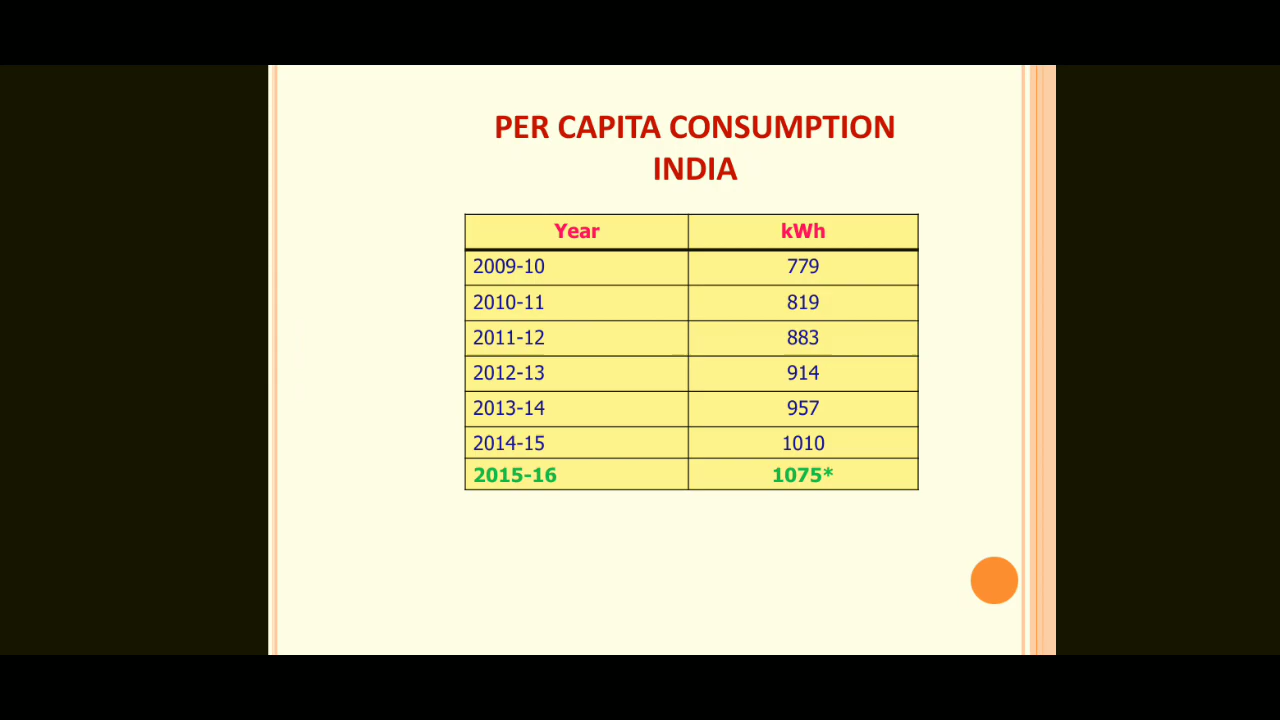 PER CAPITA CONSUMPTION
INDIA
Year kWh
2009-10 779
2010-11 819
2011-12 883
2012-13 914
2013-14 957
2014-15 1010
2015-16 1075*